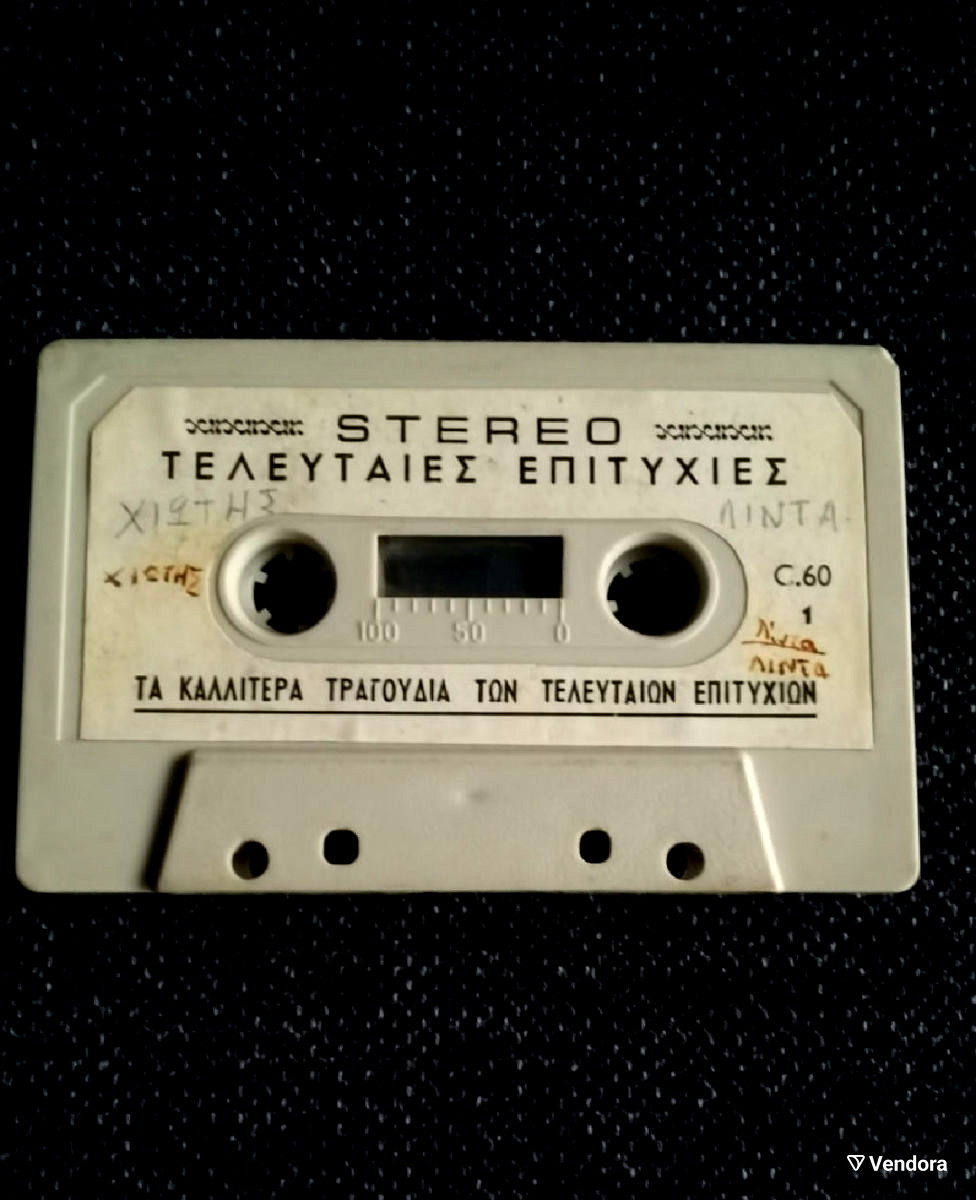 STEREO
ΤΕΛΕΥΤΑΙΕΣ ΕΠΙΤΥΧΙΕΣ
ΧΙΩΤΗΣ ΛΙΝΤΑ
ΧΙΩΤΗΣ C.60
1
100 50 0
Λίντα
ΛΙΝΤα
ΤΑ ΚΑΛΛΙΤΕΡΑ ΤΡΑΓΟΥΔΙΑ ΤΩΝ ΤΕΛΕΥΤΑΙΩΝ ΕΠΙΤΥΧΙΩΝ
Vendora